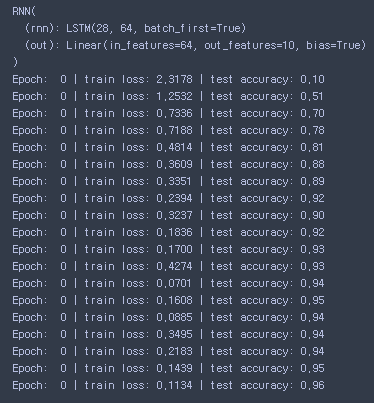 RNN(
  (rnn): LSTM(28, 64, batch_first=True)
  (out): Linear(in_features=64, out_features=10, bias=True)
)
Epoch:  0 | train loss: 2.3178 | test accuracy: 0.10
Epoch:  0 | train loss: 1.2532 | test accuracy: 0.51
Epoch:  0 | train loss: 0.7336 | test accuracy: 0.70
Epoch:  0 | train loss: 0.7188 | test accuracy: 0.78
Epoch:  0 | train loss: 0.4814 | test accuracy: 0.81
Epoch:  0 | train loss: 0.3609 | test accuracy: 0.88
Epoch:  0 | train loss: 0.3351 | test accuracy: 0.89
Epoch:  0 | train loss: 0.2394 | test accuracy: 0.92
Epoch:  0 | train loss: 0.3237 | test accuracy: 0.90
Epoch:  0 | train loss: 0.1836 | test accuracy: 0.92
Epoch:  0 | train loss: 0.1700 | test accuracy: 0.93
Epoch:  0 | train loss: 0.4274 | test accuracy: 0.93
Epoch:  0 | train loss: 0.0701 | test accuracy: 0.94
Epoch:  0 | train loss: 0.1608 | test accuracy: 0.95
Epoch:  0 | train loss: 0.0885 | test accuracy: 0.94
Epoch:  0 | train loss: 0.3495 | test accuracy: 0.94
Epoch:  0 | train loss: 0.2183 | test accuracy: 0.94
Epoch:  0 | train loss: 0.1439 | test accuracy: 0.95
Epoch:  0 | train loss: 0.1134 | test accuracy: 0.96